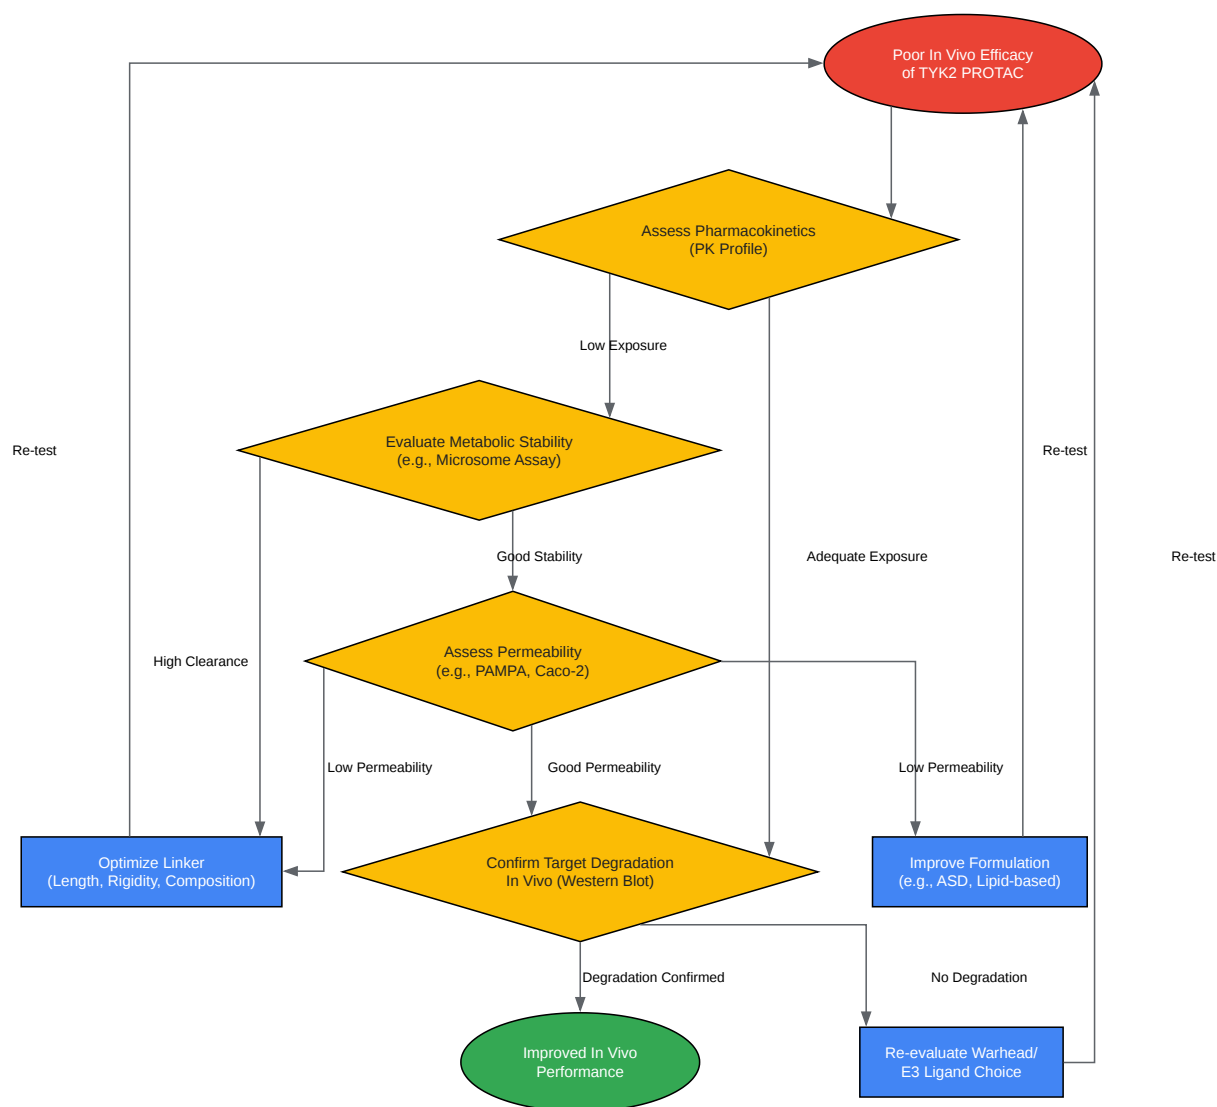 Poor In Vivo Efficacy
of TYK2 PROTAC
Assess Pharmacokinetics
(PK Profile)
Low Exposure
Evaluate Metabolic Stability
(e.g., Microsome Assay)
Re-test
Re-test
Good Stability
Adequate Exposure
Re-test
Assess Permeability
(e.g., PAMPA, Caco-2)
High Clearance
Low Permeability
Good Permeability
Low Permeability
Optimize Linker
(Length, Rigidity, Composition)
Confirm Target Degradation
In Vivo (Western Blot)
Improve Formulation
(e.g., ASD, Lipid-based)
Degradation Confirmed
No Degradation
Improved In Vivo
Performance
Re-evaluate Warhead/
E3 Ligand Choice